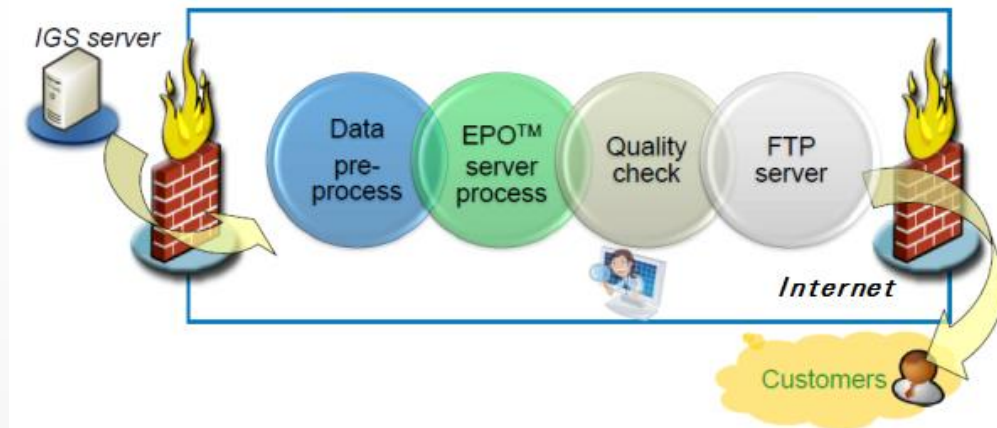 IGS server
Data
pre-
process
EPO™
server
process
Quality
check
FTP
server
Internet
Customers